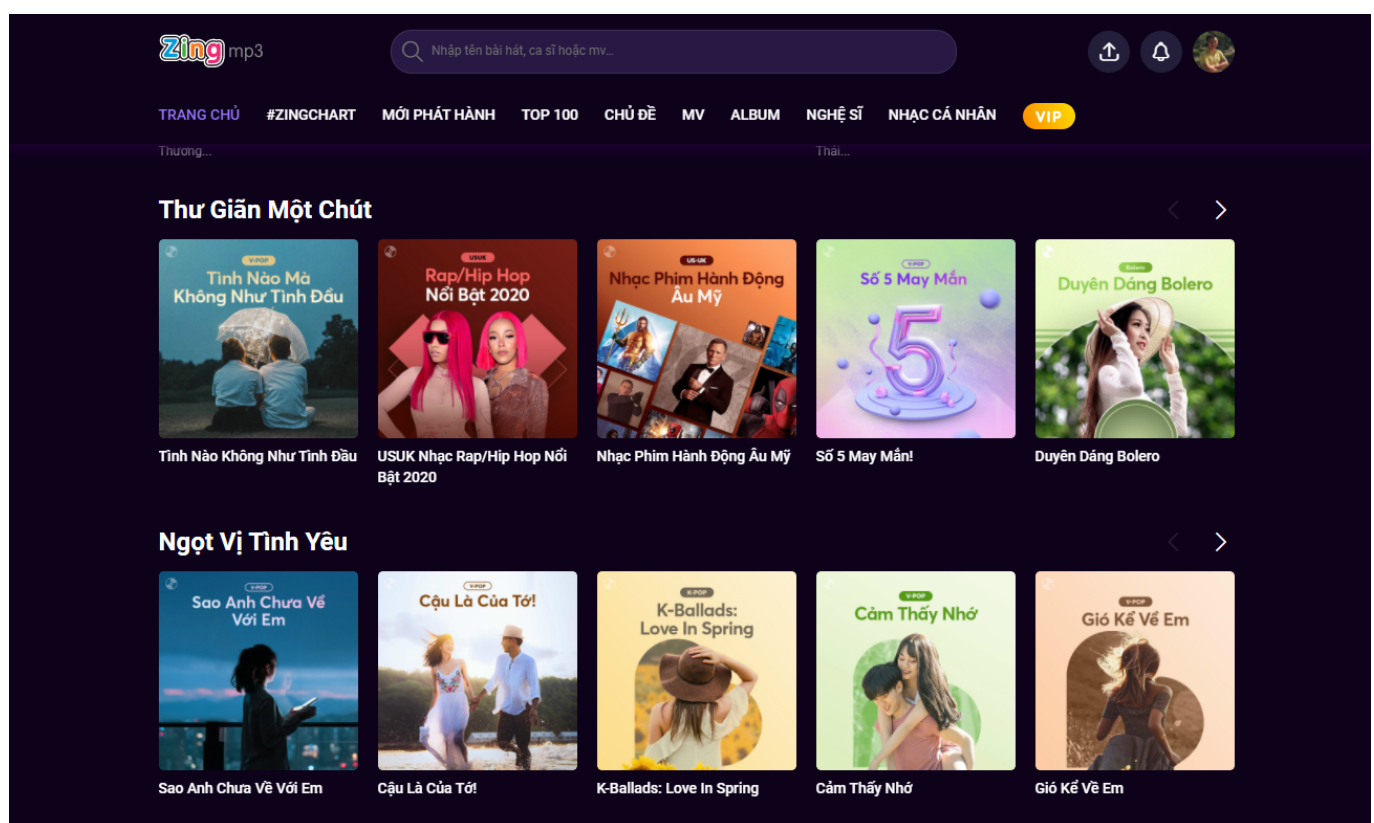 Zing mp3
Nhập tên bài hát, ca sĩ hoặc mv...
TRANG CHỦ #ZINGCHART MỚI PHÁT HÀNH TOP 100 CHỦ ĐỀ MV ALBUM NGHỆ SĨ NHẠC CÁ NHÂN VIP
Thương... Thái...
Thư Giãn Một Chút
V-POP
Tình Nào Mà
Không Như Tình Đầu
USUK
Rap/Hip Hop
Nổi Bật 2020
US-UK
Nhạc Phim Hành Động
Âu Mỹ
V-POP
Số 5 May Mắn
5
Bolero
Duyên Dáng Bolero
Tình Nào Không Như Tình Đầu
USUK Nhạc Rap/Hip Hop Nổi
Bật 2020
Nhạc Phim Hành Động Âu Mỹ
Số 5 May Mắn!
Duyên Dáng Bolero
Ngọt Vị Tình Yêu
V-POP
Sao Anh Chưa Về
Với Em
V-POP
Cậu Là Của Tớ!
K-POP
K-Ballads:
Love In Spring
V-POP
Cảm Thấy Nhớ
V-POP
Gió Kể Về Em
Sao Anh Chưa Về Với Em
Cậu Là Của Tớ!
K-Ballads: Love In Spring
Cảm Thấy Nhớ
Gió Kể Về Em